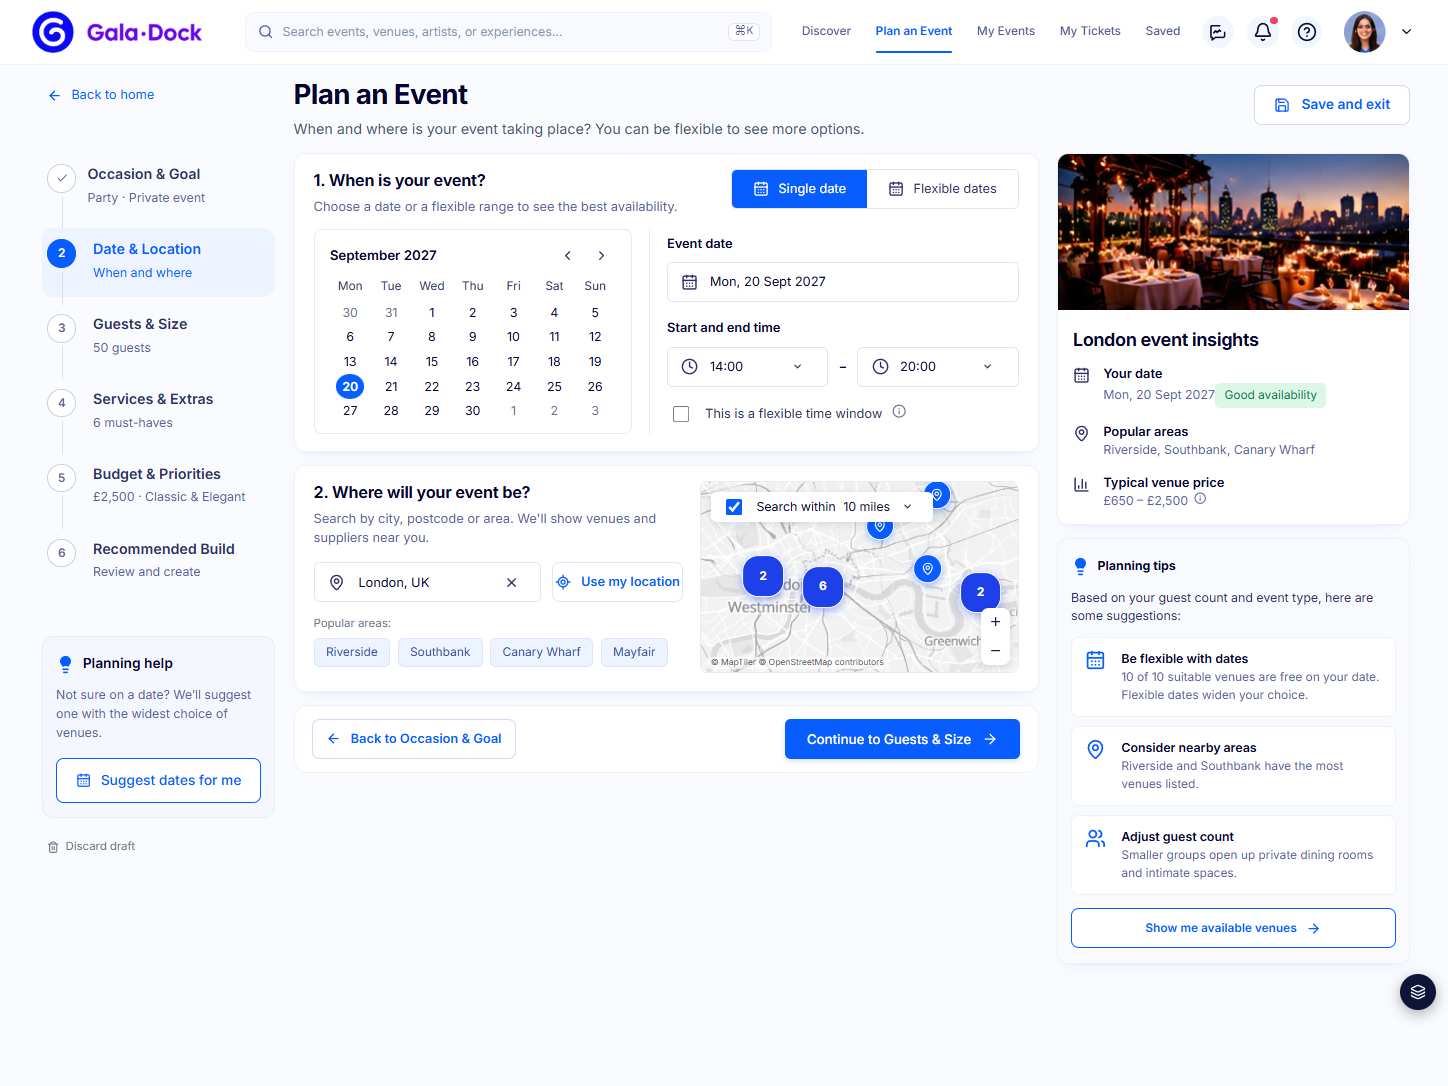 Gala·Dock
Search events, venues, artists, or experiences...
⌘K
Discover
Plan an Event
My Events
My Tickets
Saved
Back to home
Plan an Event
When and where is your event taking place? You can be flexible to see more options.
Save and exit
Occasion & Goal
Party · Private event
2
Date & Location
When and where
3
Guests & Size
50 guests
4
Services & Extras
6 must-haves
5
Budget & Priorities
£2,500 · Classic & Elegant
6
Recommended Build
Review and create
Planning help
Not sure on a date? We'll suggest
one with the widest choice of
venues.
Suggest dates for me
Discard draft
1. When is your event?
Choose a date or a flexible range to see the best availability.
Single date
Flexible dates
September 2027
Mon Tue Wed Thu Fri Sat Sun
30 31 1 2 3 4 5
6 7 8 9 10 11 12
13 14 15 16 17 18 19
20 21 22 23 24 25 26
27 28 29 30 1 2 3
Event date
Mon, 20 Sept 2027
Start and end time
14:00 – 20:00
This is a flexible time window
2. Where will your event be?
Search by city, postcode or area. We'll show venues and
suppliers near you.
London, UK
Use my location
Popular areas:
Riverside
Southbank
Canary Wharf
Mayfair
Search within 10 miles
2
6
2
Westminster
Greenwich
+
−
© MapTiler © OpenStreetMap contributors
Back to Occasion & Goal
Continue to Guests & Size
London event insights
Your date
Mon, 20 Sept 2027 Good availability
Popular areas
Riverside, Southbank, Canary Wharf
Typical venue price
£650 – £2,500
Planning tips
Based on your guest count and event type, here are
some suggestions:
Be flexible with dates
10 of 10 suitable venues are free on your date.
Flexible dates widen your choice.
Consider nearby areas
Riverside and Southbank have the most
venues listed.
Adjust guest count
Smaller groups open up private dining rooms
and intimate spaces.
Show me available venues